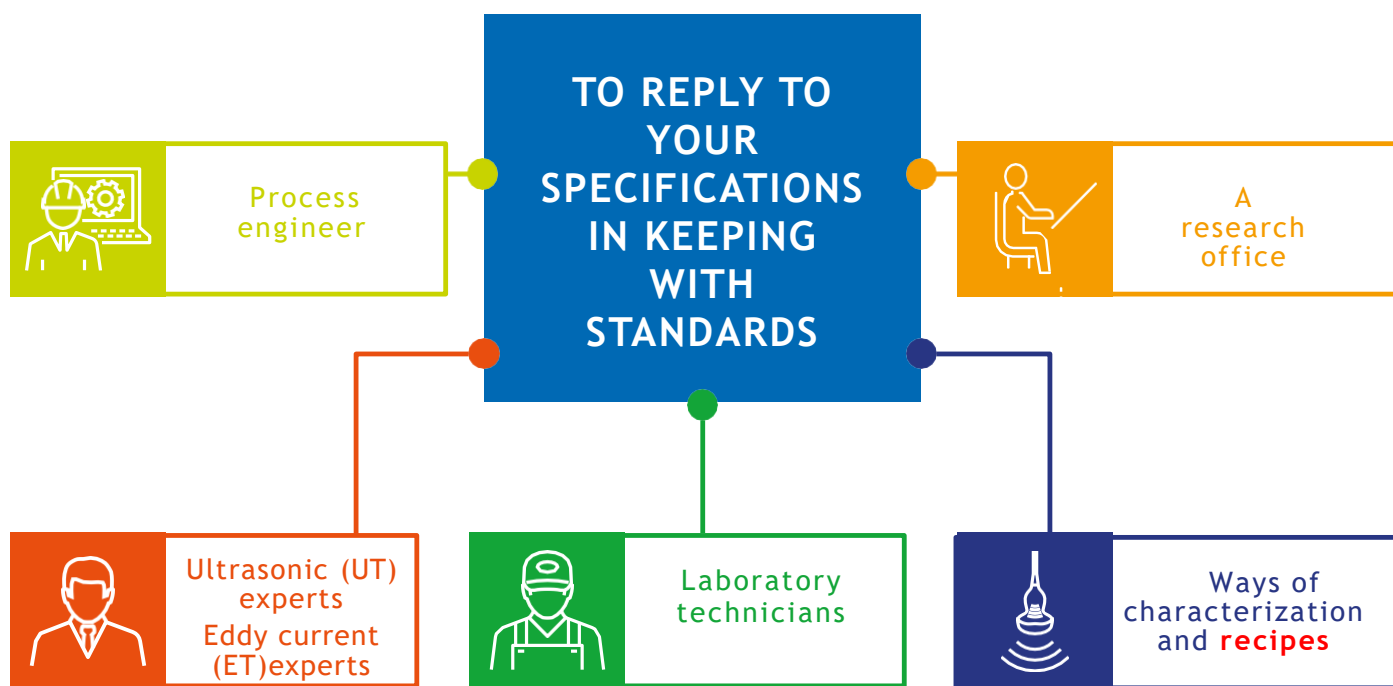 TO REPLY TO
YOUR
SPECIFICATIONS
IN KEEPING
WITH
STANDARDS
Process
engineer
A
research
office
Ultrasonic (UT)
experts
Eddy current
(ET)experts
Laboratory
technicians
Ways of
characterization
and recipes